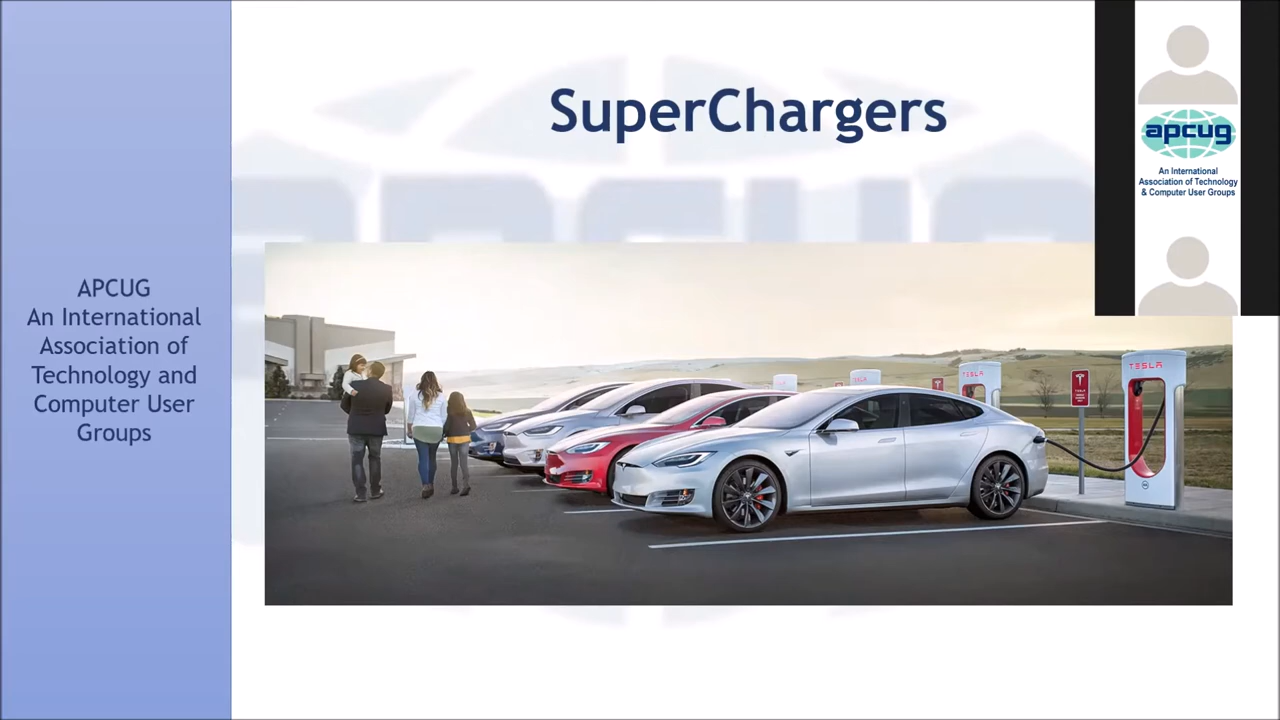 SuperChargers
APCUG
An International
Association of
Technology and
Computer User
Groups
apcug
An International
Association of Technology
& Computer User Groups
TESLA
TESLA